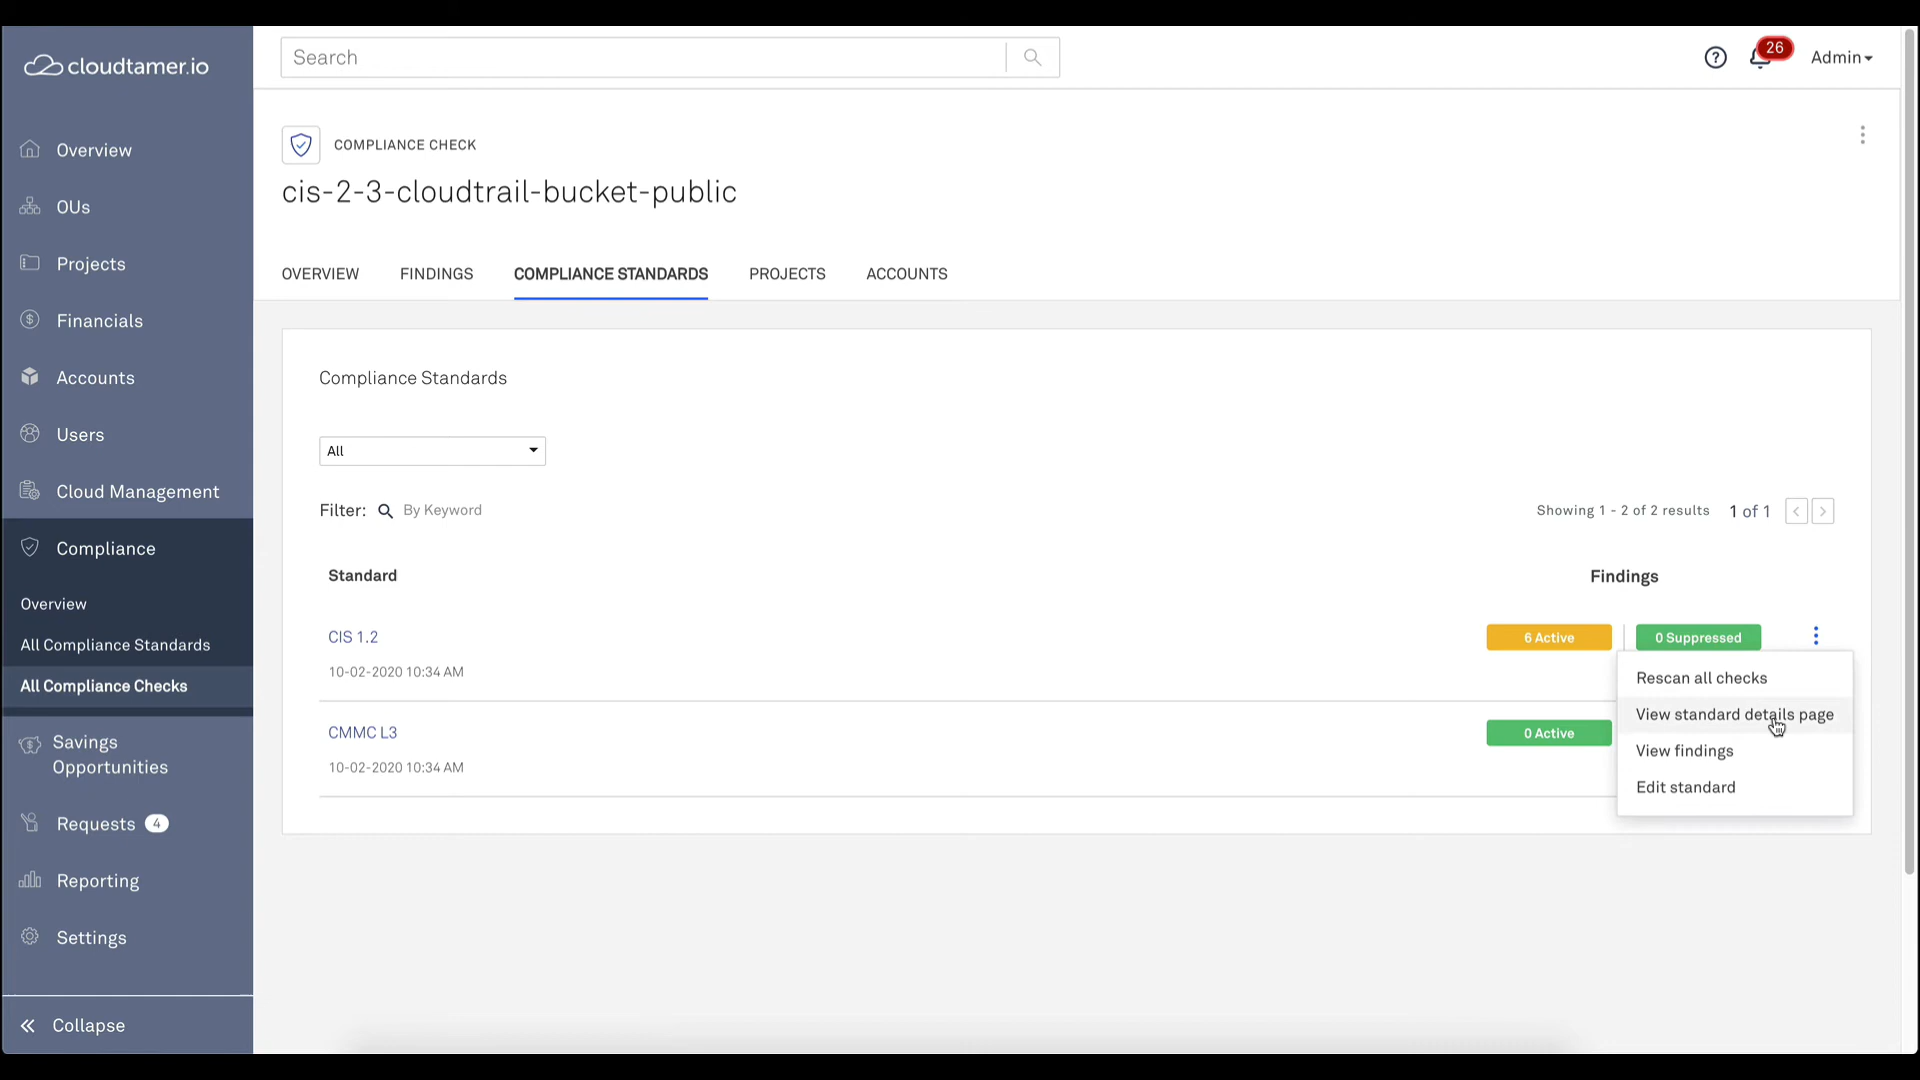 cloudtamer.io
Search
26
Admin
Overview
OUs
Projects
Financials
Accounts
Users
Cloud Management
Compliance
Overview
All Compliance Standards
All Compliance Checks
Savings
Opportunities
Requests 4
Reporting
Settings
Collapse
COMPLIANCE CHECK
cis-2-3-cloudtrail-bucket-public
OVERVIEW FINDINGS COMPLIANCE STANDARDS PROJECTS ACCOUNTS
Compliance Standards
All
Filter: By Keyword
Showing 1 - 2 of 2 results 1 of 1
Standard Findings
CIS 1.2 6 Active 0 Suppressed
10-02-2020 10:34 AM
CMMC L3 0 Active
10-02-2020 10:34 AM
Rescan all checks
View standard details page
View findings
Edit standard